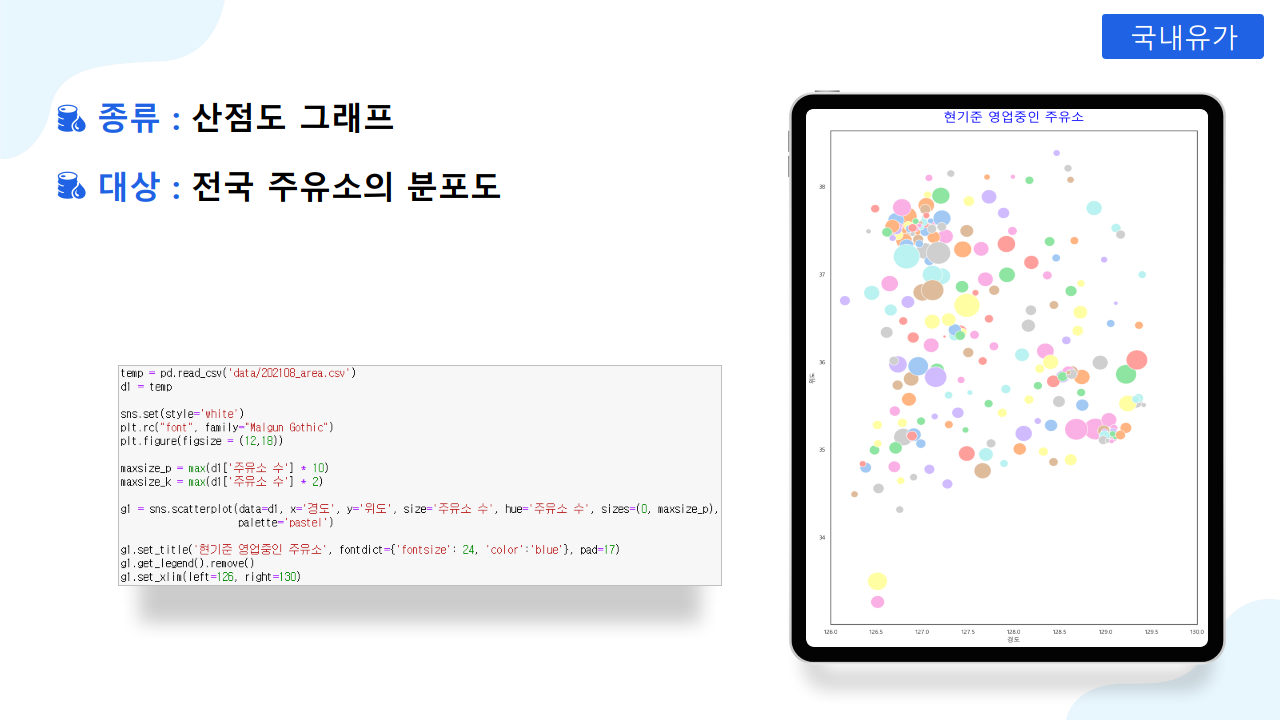 국내유가
종류 : 산점도 그래프
대상 : 전국 주유소의 분포도
temp = pd.read_csv('data/202108_area.csv')
d1 = temp
sns.set(style='white')
plt.rc("font", family="Malgun Gothic")
plt.figure(figsize = (12,18))
maxsize_p = max(d1['주유소 수'] * 10)
maxsize_k = max(d1['주유소 수'] * 2)
g1 = sns.scatterplot(data=d1, x='경도', y='위도', size='주유소 수', hue='주유소 수', sizes=(0, maxsize_p),
palette='pastel')
g1.set_title('현기준 영업중인 주유소', fontdict={'fontsize': 24, 'color':'blue'}, pad=17)
g1.get_legend().remove()
g1.set_xlim(left=126, right=130)
현기준 영업중인 주유소
38
37
36
35
34
위도
126.0 126.5 127.0 127.5 128.0 128.5 129.0 129.5 130.0
경도